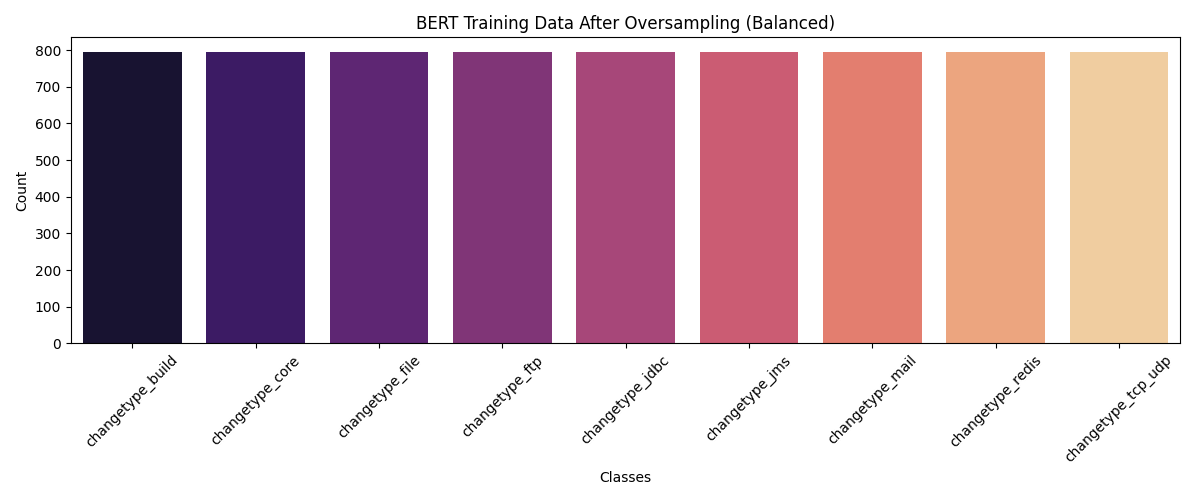 BERT Training Data After Oversampling (Balanced)
Count
800
700
600
500
400
300
200
100
0
changetype_build
changetype_core
changetype_file
changetype_ftp
changetype_jdbc
changetype_jms
changetype_mail
changetype_redis
changetype_tcp_udp
Classes